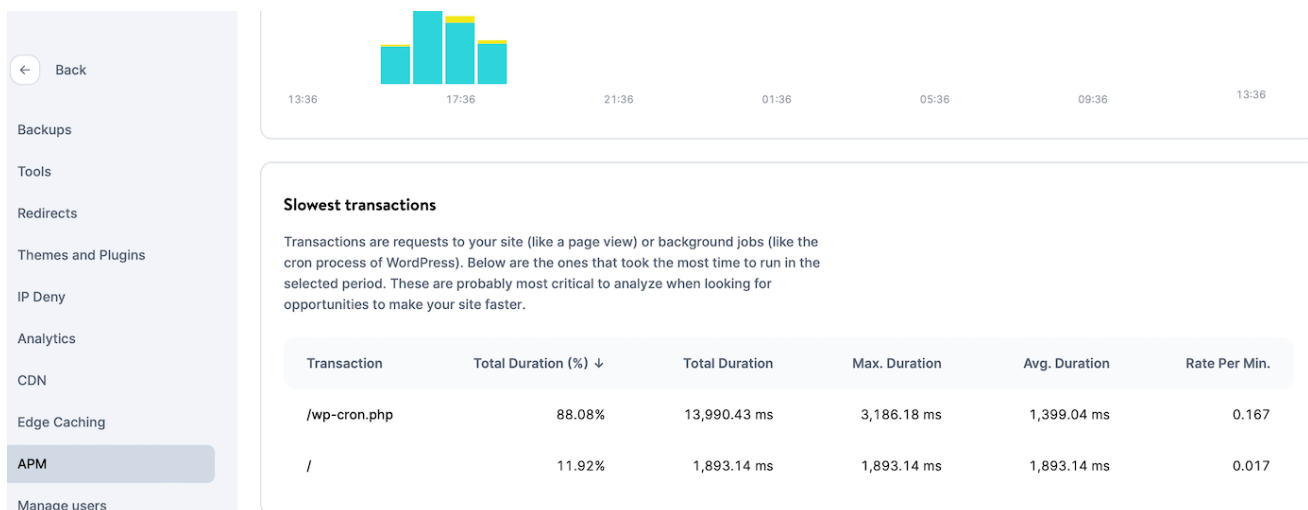 Back
Backups
Tools
Redirects
Themes and Plugins
IP Deny
Analytics
CDN
Edge Caching
APM
Manage users
13:36 17:36 21:36 01:36 05:36 09:36 13:36
Slowest transactions
Transactions are requests to your site (like a page view) or background jobs (like the
cron process of WordPress). Below are the ones that took the most time to run in the
selected period. These are probably most critical to analyze when looking for
opportunities to make your site faster.
Transaction Total Duration (%) ↓ Total Duration Max. Duration Avg. Duration Rate Per Min.
/wp-cron.php 88.08% 13,990.43 ms 3,186.18 ms 1,399.04 ms 0.167
/ 11.92% 1,893.14 ms 1,893.14 ms 1,893.14 ms 0.017